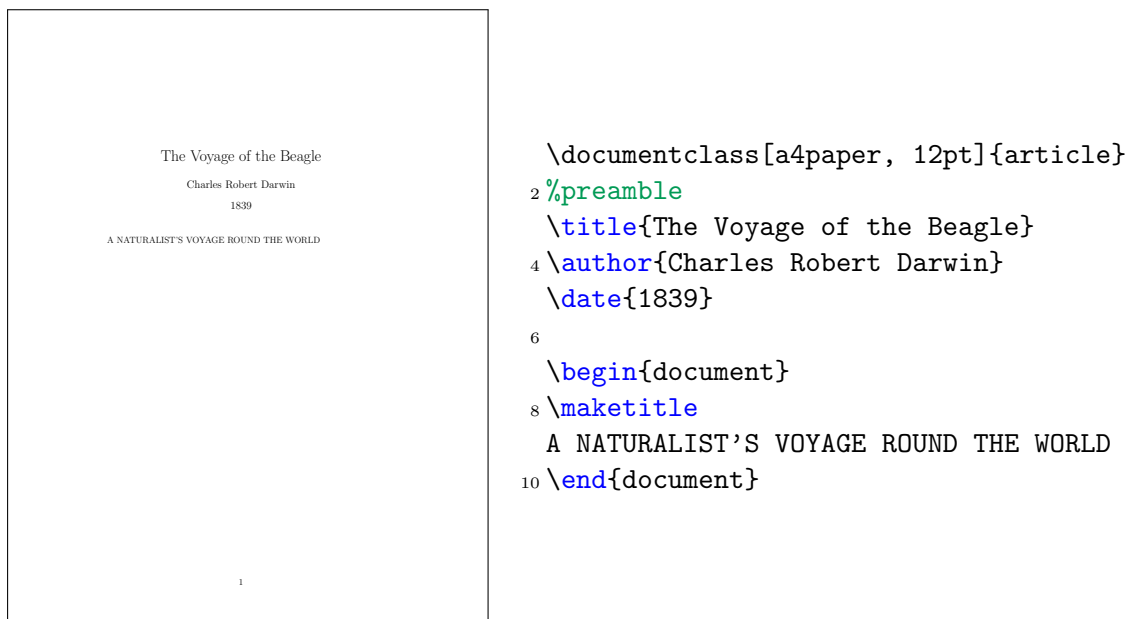 The Voyage of the Beagle
Charles Robert Darwin
1839
A NATURALIST'S VOYAGE ROUND THE WORLD
1
\documentclass[a4paper, 12pt]{article}
2 %preamble
\title{The Voyage of the Beagle}
4 \author{Charles Robert Darwin}
\date{1839}
6
\begin{document}
8 \maketitle
A NATURALIST'S VOYAGE ROUND THE WORLD
10 \end{document}